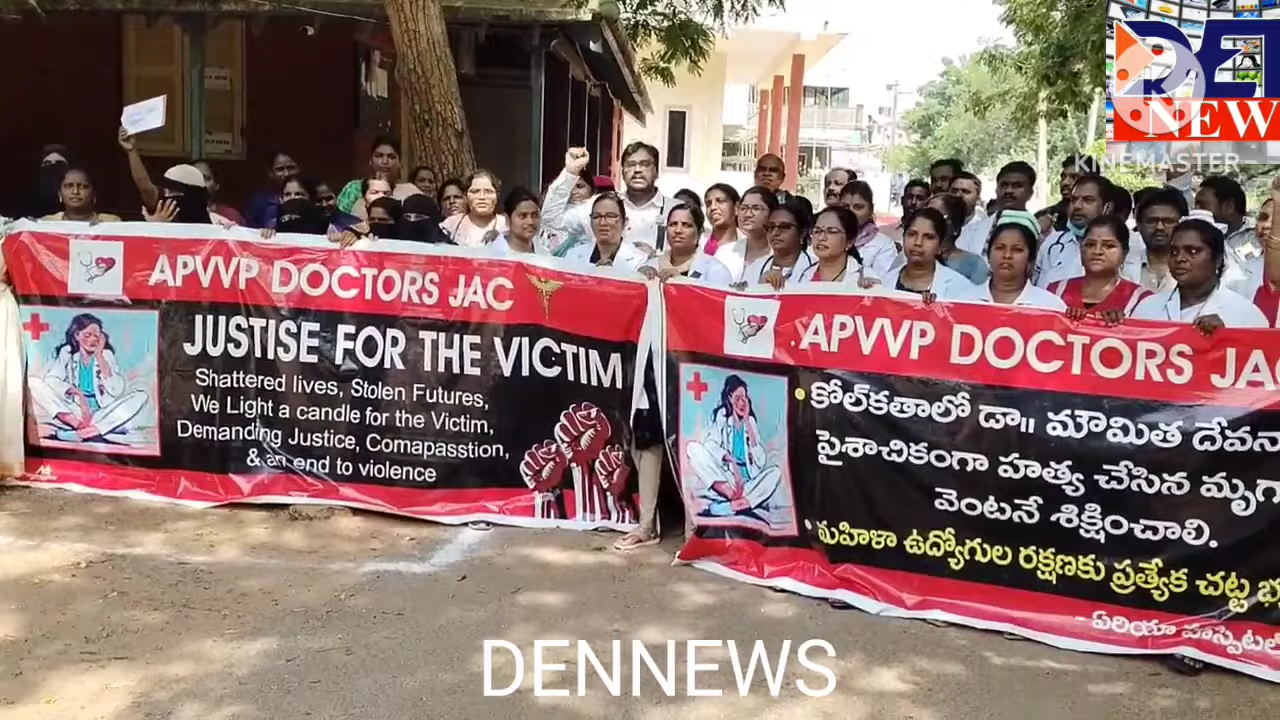 DEN
NEWS
KINEMASTER
APVVP DOCTORS JAC
JUSTISE FOR THE VICTIM
Shattered lives, Stolen Futures,
We Light a candle for the Victim,
Demanding Justice, Comapasstion,
& an end to violence
APVVP DOCTORS JAC
కోల్‌కతాలో డా॥ మౌమిత
పైశాచికంగా హత్య చేసిన
వెంటనే శిక్షించాలి.
మహిళా ఉద్యోగుల రక్షణకు ప్రత్యేక చట్ట
- ఏరియా
DENNEWS